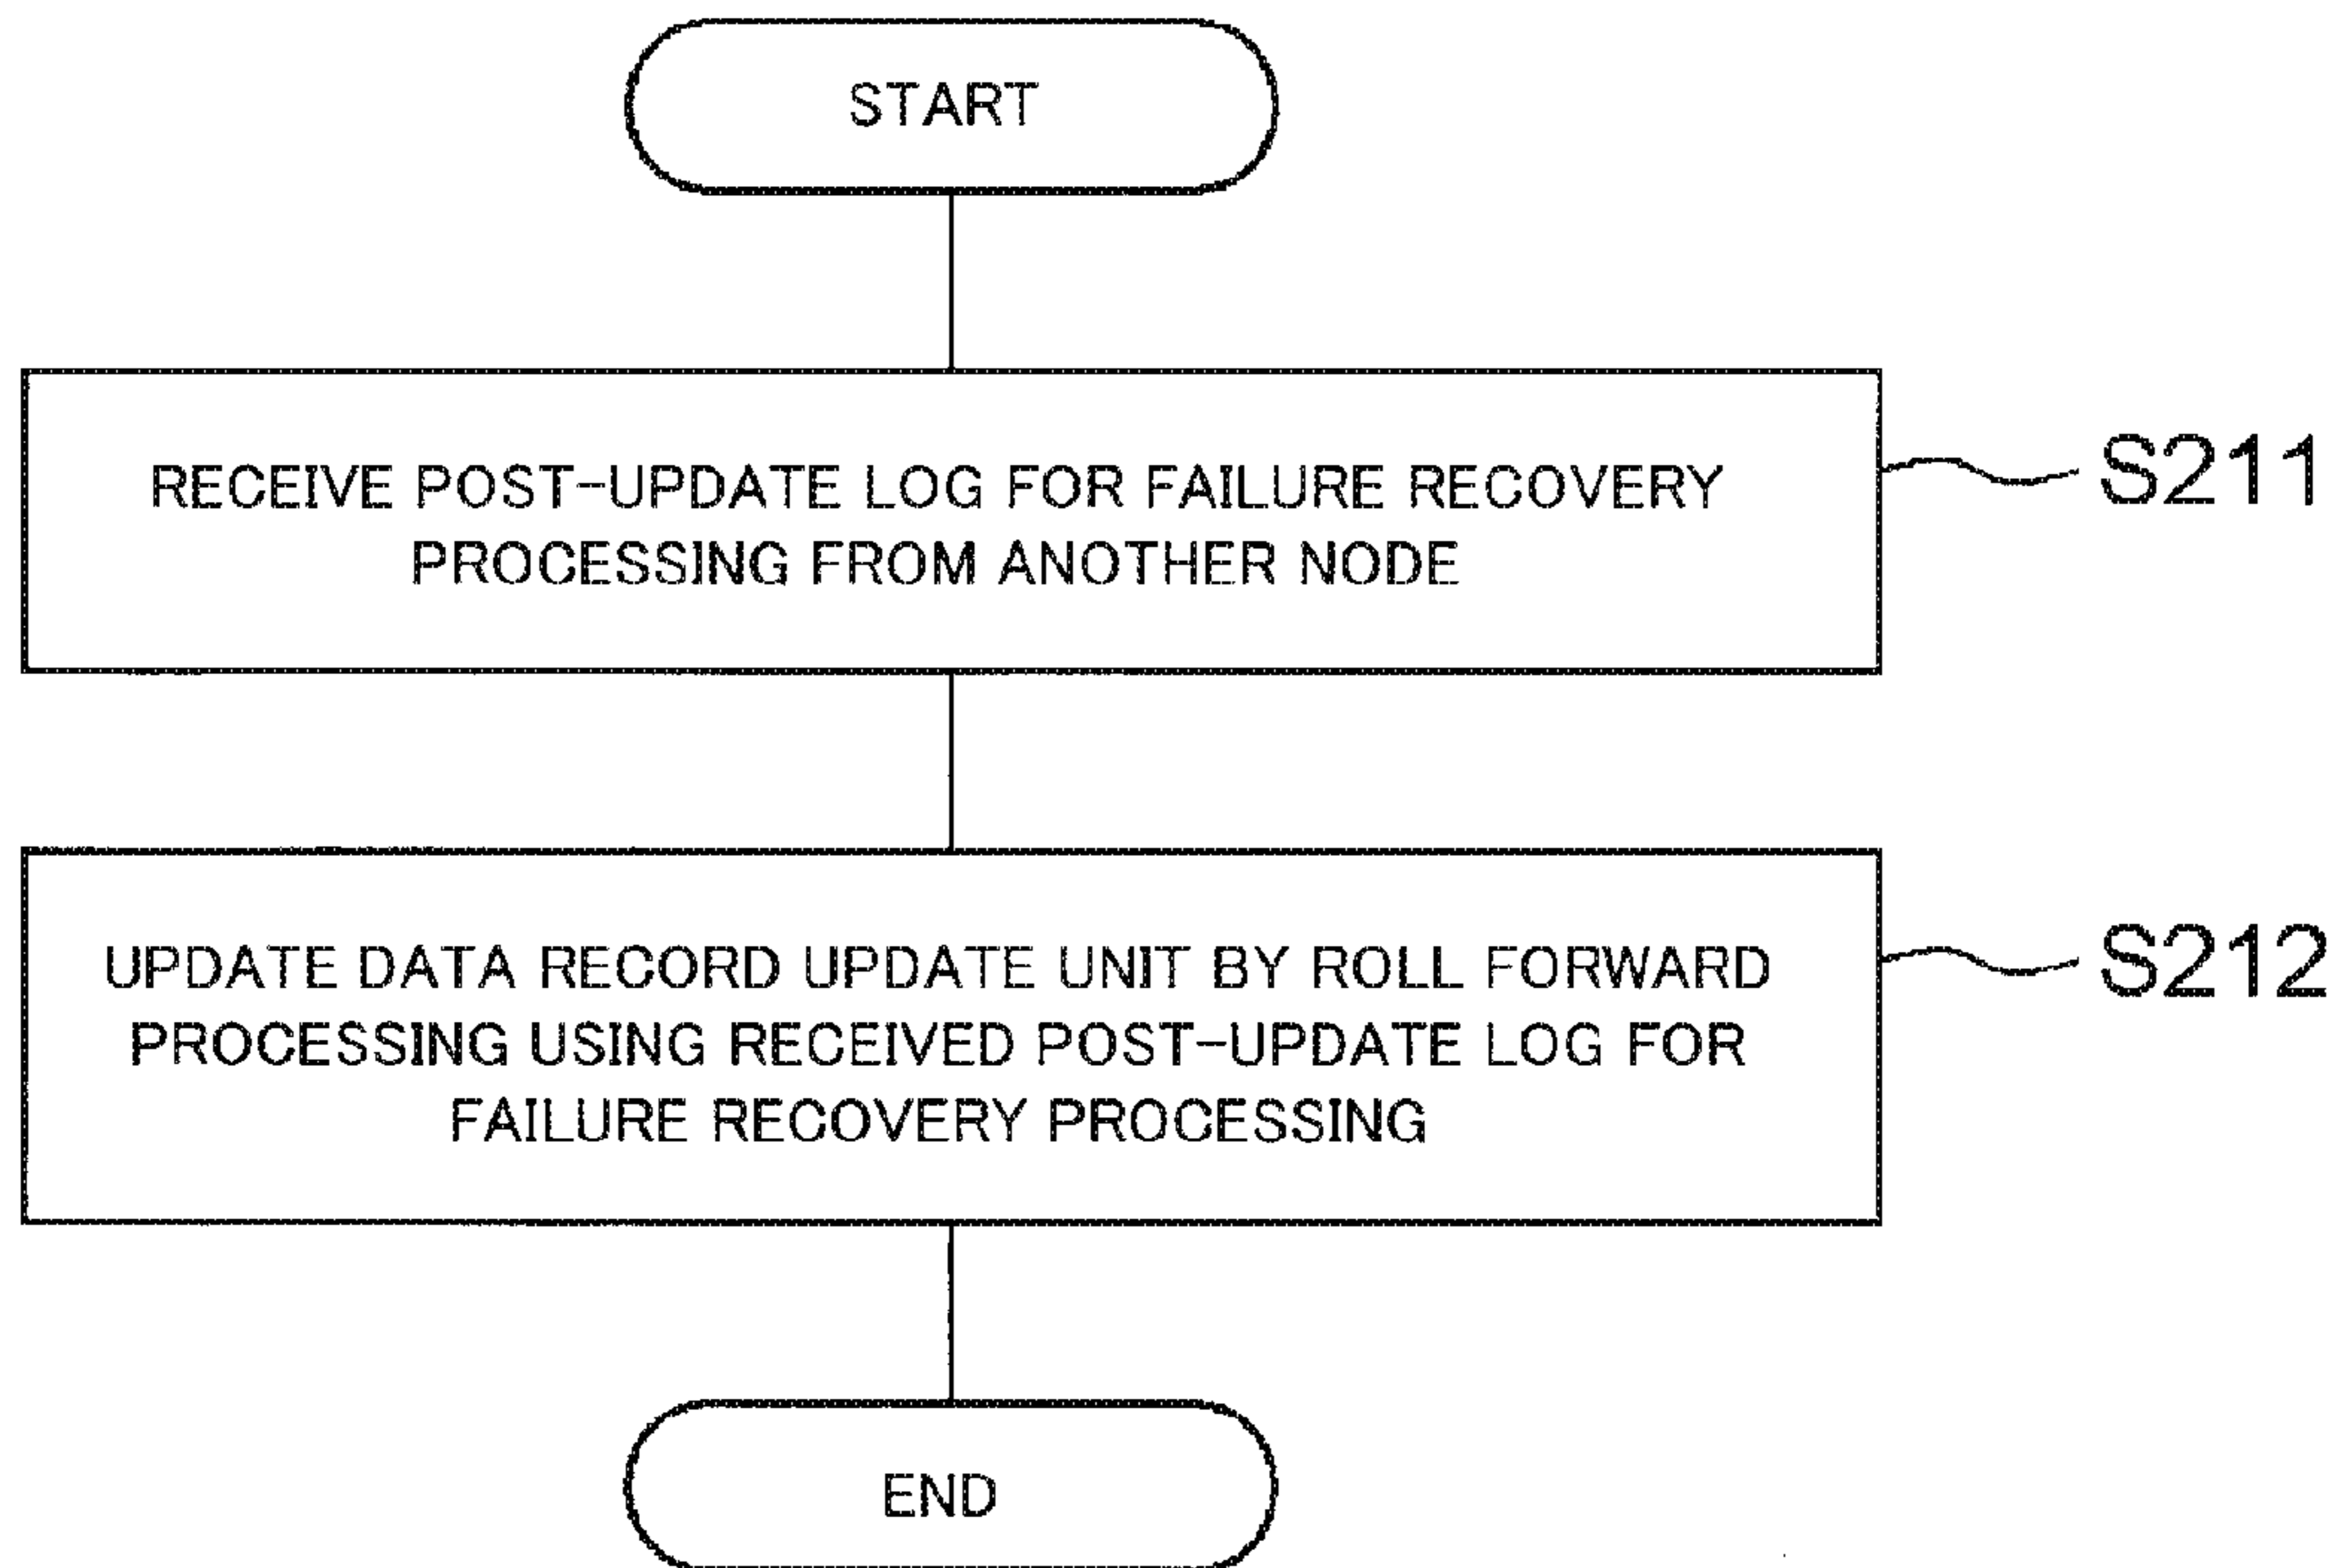 START
RECEIVE POST-UPDATE LOG FOR FAILURE RECOVERY
PROCESSING FROM ANOTHER NODE
S211
UPDATE DATA RECORD UPDATE UNIT BY ROLL FORWARD
PROCESSING USING RECEIVED POST-UPDATE LOG FOR
FAILURE RECOVERY PROCESSING
S212
END